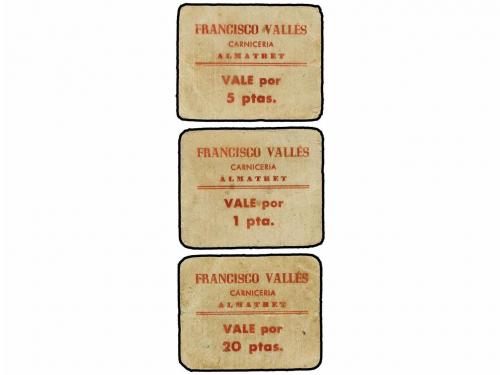 FRANCISCO VALLÉS
CARNICERIA
ALMATRET
VALE por
5 ptas.
FRANCISCO VALLÉS
CARNICERIA
ALMATRET
VALE por
1 pta.
FRANCISCO VALLÉS
CARNICERIA
ALMATRET
VALE por
20 ptas.